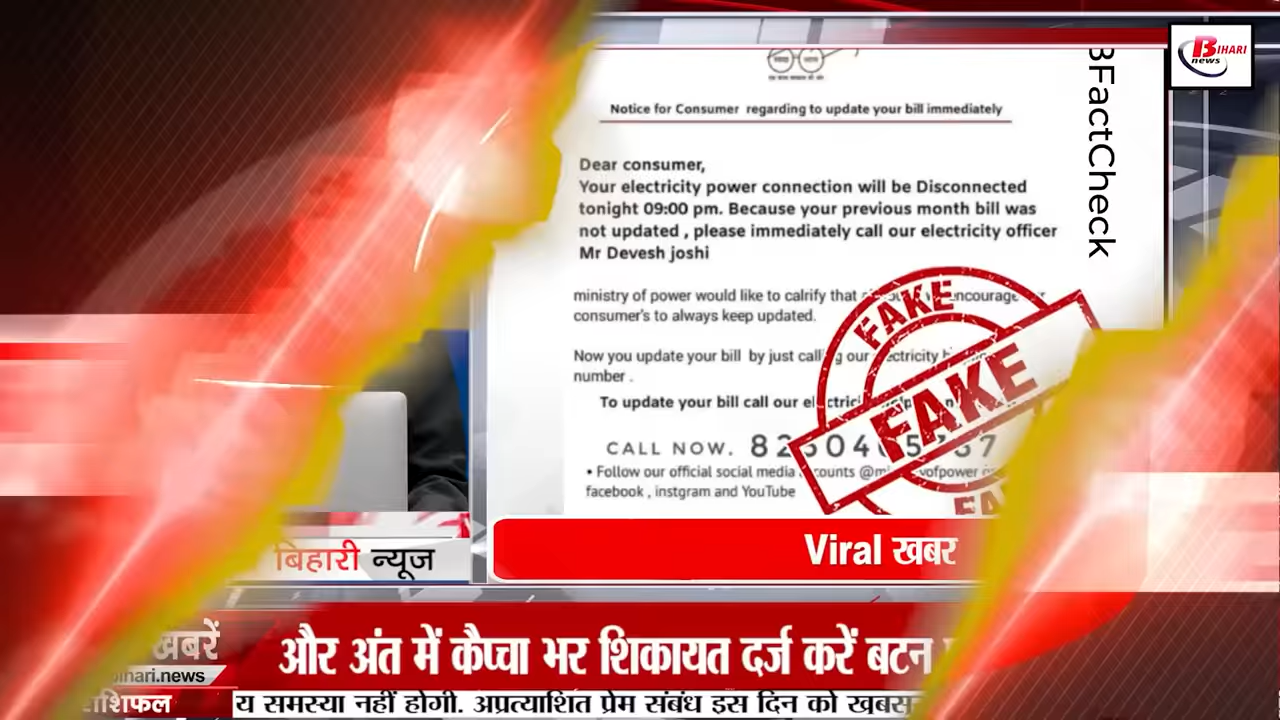 BIHARI
news
BFactCheck
Notice for Consumer regarding to update your bill immediately
Dear consumer,
Your electricity power connection will be Disconnected
tonight 09:00 pm. Because your previous month bill was
not updated , please immediately call our electricity officer
Mr Devesh joshi
ministry of power would like to calrify that
consumer's to always keep updated.
Now you update your bill by just our
number .
To update your bill call our
CALL NOW.
• Follow our official social media
facebook , instgram and YouTube
FAKE
FAKE
Viral खबर
बिहारी न्यूज
खबरें
और अंत में कैप्चा भर शिकायत दर्ज करें बटन
bihari.news
राशिफल
य समस्या नहीं होगी. अप्रत्याशित प्रेम संबंध इस दिन को